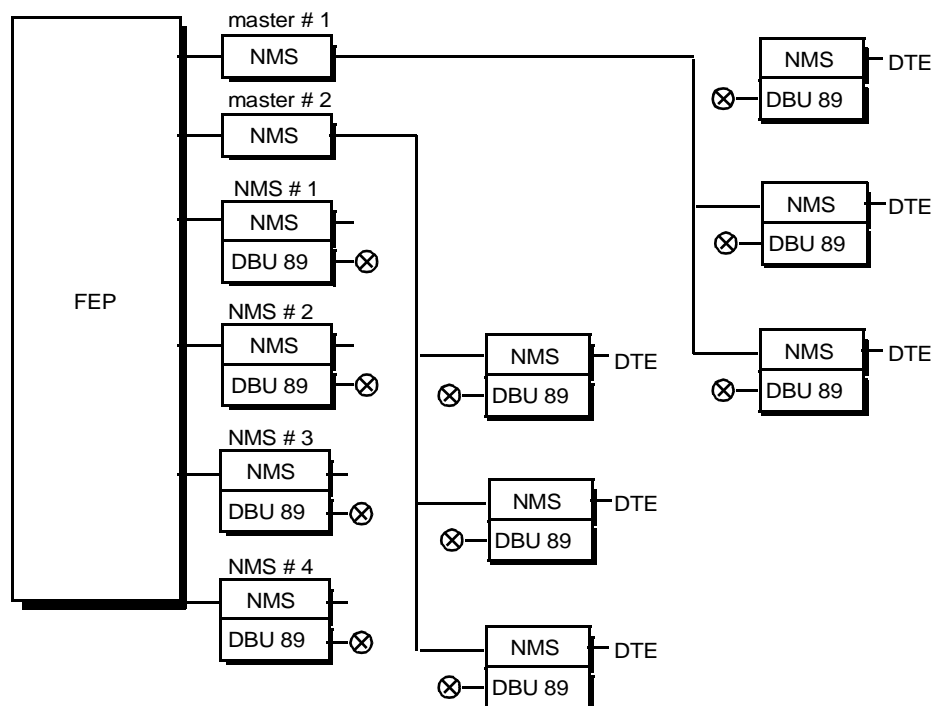 FEP
master # 1
NMS
master # 2
NMS
NMS # 1
NMS
DBU 89
NMS # 2
NMS
DBU 89
NMS # 3
NMS
DBU 89
NMS # 4
NMS
DBU 89
NMS DTE
DBU 89
NMS DTE
DBU 89
NMS DTE
DBU 89
NMS DTE
DBU 89
NMS DTE
DBU 89
NMS DTE
DBU 89